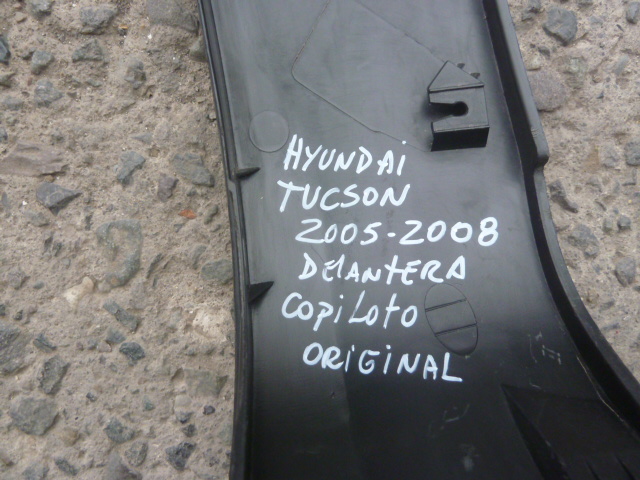 HYUNDAi
TUCSON
2005-2008
DElANTERA
CopiLoto
ORiGiNAL